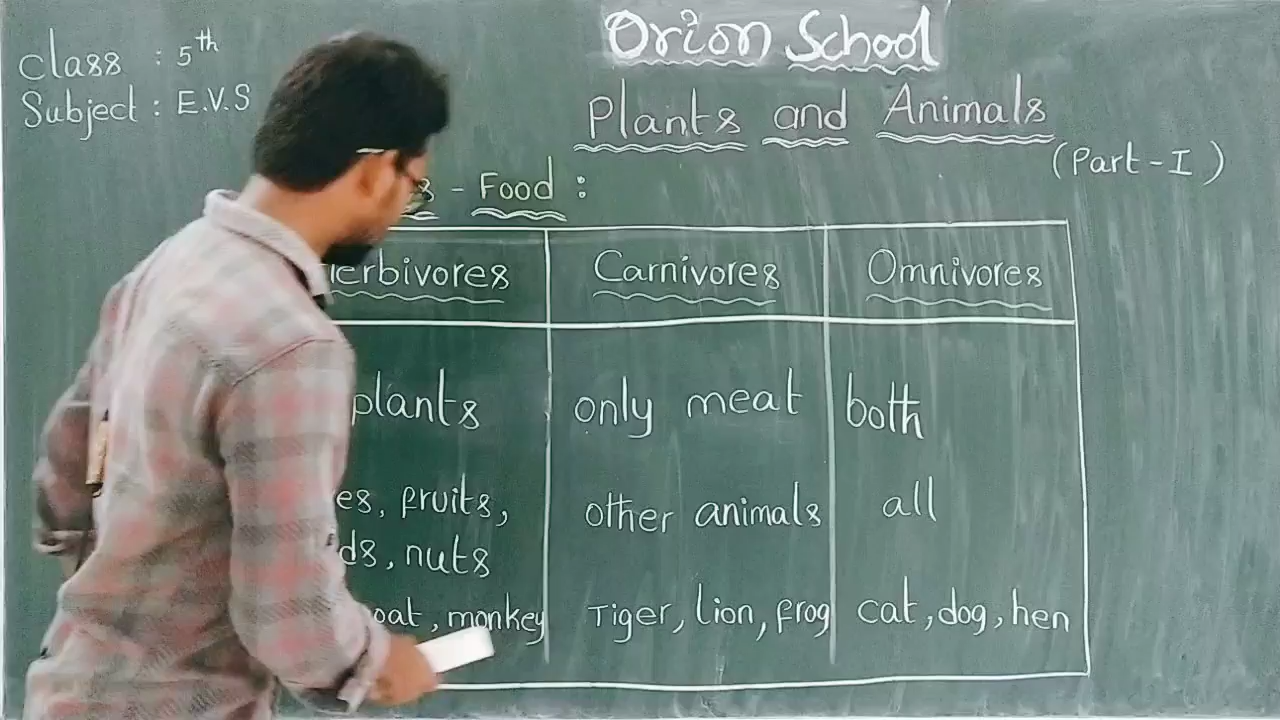 Orion School
Class : 5th
Subject : E.V.S
Plants and Animals
(Part-I)
- Food :
Herbivores Carnivores Omnivores
plants only meat both
fruits, other animals all
nuts
monkey Tiger, lion, frog cat, dog, hen